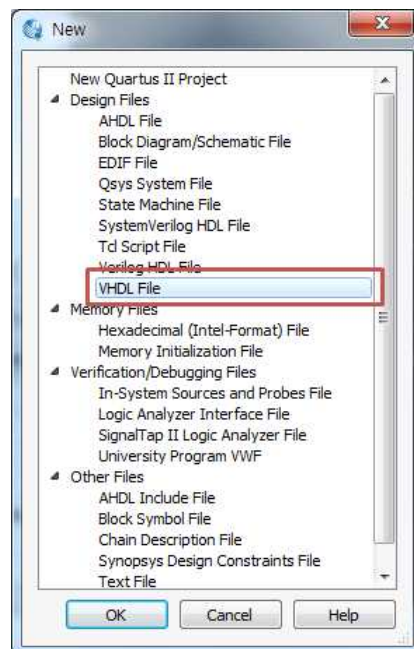 New
New Quartus II Project
Design Files
AHDL File
Block Diagram/Schematic File
EDIF File
Qsys System File
State Machine File
SystemVerilog HDL File
Tcl Script File
Verilog HDL File
VHDL File
Memory Files
Hexadecimal (Intel-Format) File
Memory Initialization File
Verification/Debugging Files
In-System Sources and Probes File
Logic Analyzer Interface File
SignalTap II Logic Analyzer File
University Program VWF
Other Files
AHDL Include File
Block Symbol File
Chain Description File
Synopsys Design Constraints File
Text File
OK Cancel Help